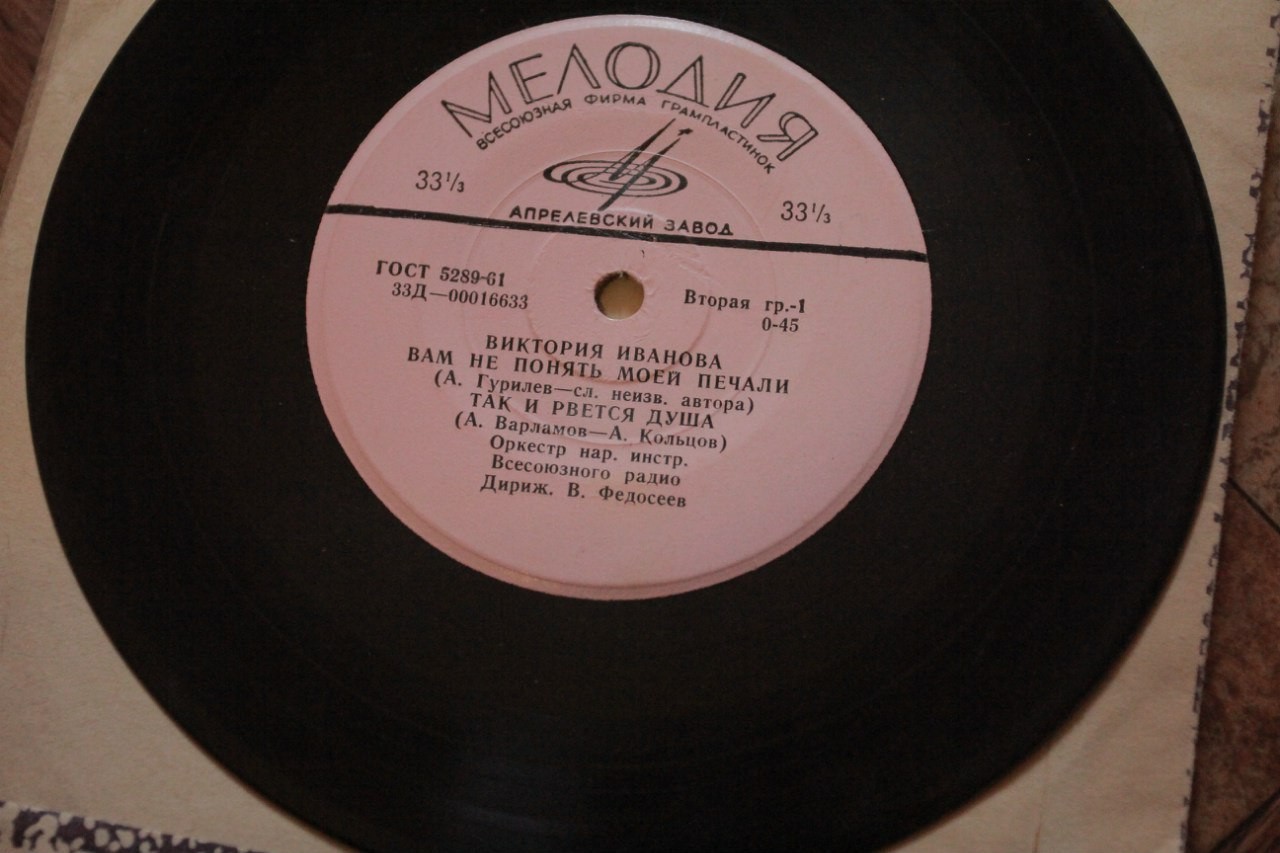 МЕЛОДИЯ
ВСЕСОЮЗНАЯ ФИРМА ГРАМПЛАСТИНОК
33⅓ 33⅓
АПРЕЛЕВСКИЙ ЗАВОД
ГОСТ 5289-61
33Д—00016633
Вторая гр.-1
0-45
ВИКТОРИЯ ИВАНОВА
ВАМ НЕ ПОНЯТЬ МОЕЙ ПЕЧАЛИ
(А. Гурилев—сл. неизв. автора)
ТАК И РВЕТСЯ ДУША
(А. Варламов—А. Кольцов)
Оркестр нар. инстр.
Всесоюзного радио
Дириж. В. Федосеев